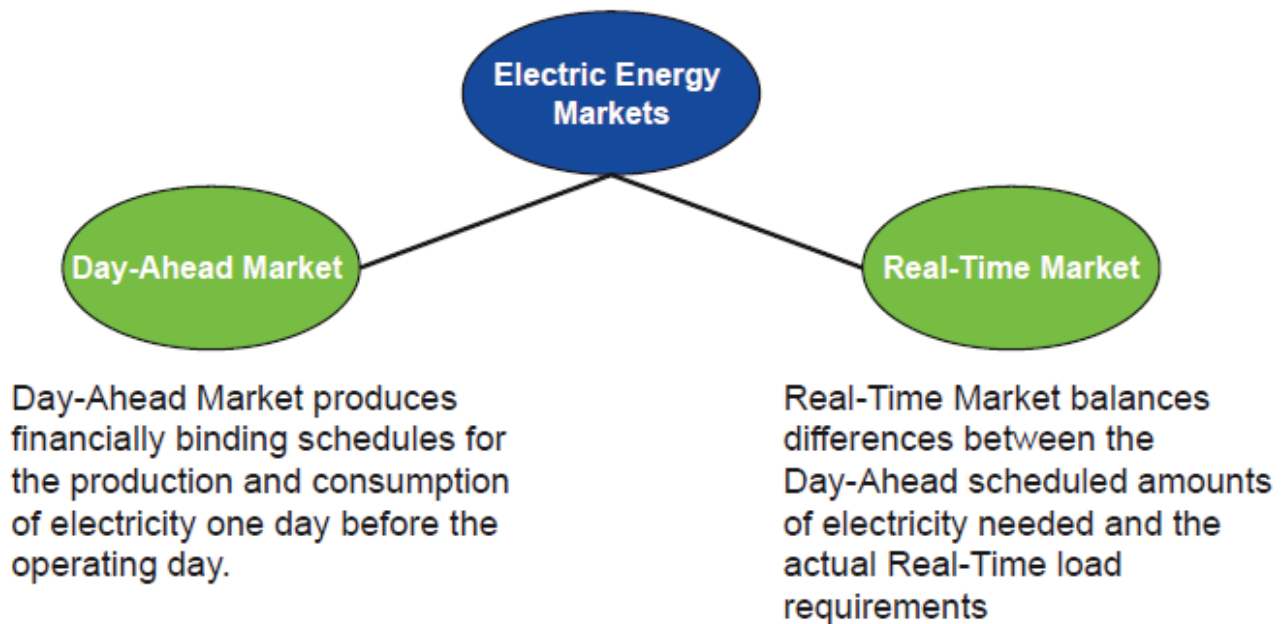 Electric Energy
Markets
Day-Ahead Market
Real-Time Market
Day-Ahead Market produces
financially binding schedules for
the production and consumption
of electricity one day before the
operating day.
Real-Time Market balances
differences between the
Day-Ahead scheduled amounts
of electricity needed and the
actual Real-Time load
requirements